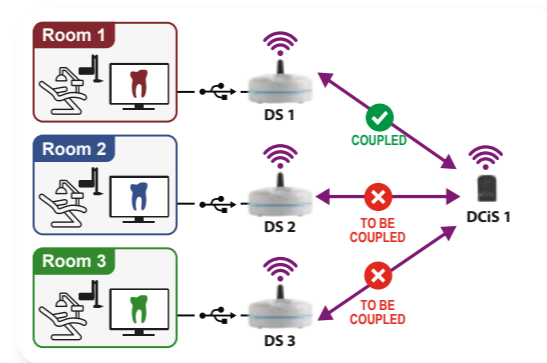 Room 1
DS 1
COUPLED
Room 2
DS 2
TO BE
COUPLED
DCiS 1
Room 3
DS 3
TO BE
COUPLED